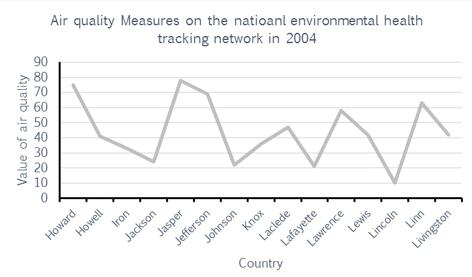 Air quality Measures on the natioanl environmental health
tracking network in 2004
Value of air quality
90
80
70
60
50
40
30
20
10
0
Howard
Howell
Iron
Jackson
Jasper
Jefferson
Johnson
Knox
Laclede
Lafayette
Lawrence
Lewis
Lincoln
Linn
Livingston
Country